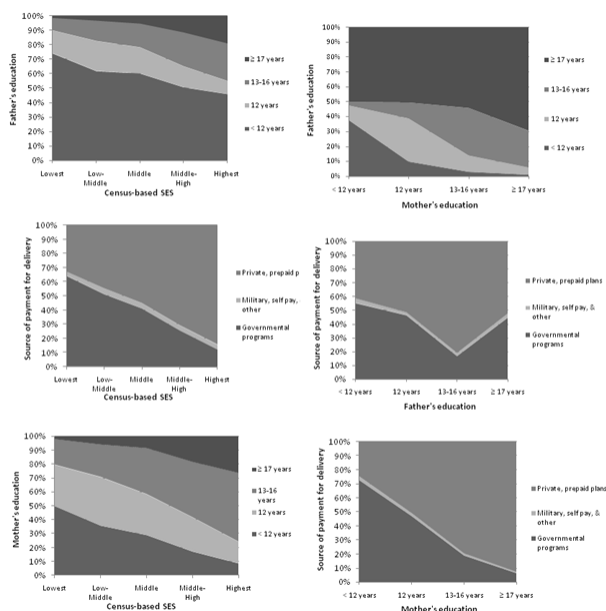 100%
90%
80%
70%
60%
50%
40%
30%
20%
10%
0%
Father's education
Lowest
Low-
Middle
Middle
Middle-
High
Highest
Census-based SES
≥ 17 years
13-16 years
12 years
< 12 years
100%
90%
80%
70%
60%
50%
40%
30%
20%
10%
0%
Father's education
< 12 years
12 years
13-16 years
≥ 17 years
Mother's education
≥ 17 years
13-16 years
12 years
< 12 years
100%
90%
80%
70%
60%
50%
40%
30%
20%
10%
0%
Source of payment for delivery
Lowest
Low-
Middle
Middle
Middle-
High
Highest
Census-based SES
Private, prepaid p
Military, self pay,
other
Governmental
programs
100%
90%
80%
70%
60%
50%
40%
30%
20%
10%
0%
Source of payment for delivery
< 12 years
12 years
13-16 years
≥ 17 years
Father's education
Private, prepaid plans
Military, self pay, &
other
Governmental
programs
100%
90%
80%
70%
60%
50%
40%
30%
20%
10%
0%
Mother's education
Lowest
Low-
Middle
Middle
Middle-
High
Highest
Census-based SES
≥ 17 years
13-16
years
12 years
< 12 years
100%
90%
80%
70%
60%
50%
40%
30%
20%
10%
0%
Source of payment for delivery
< 12 years
12 years
13-16 years
≥ 17 years
Mother's education
Private, prepaid plans
Military, self pay, &
other
Governmental
programs